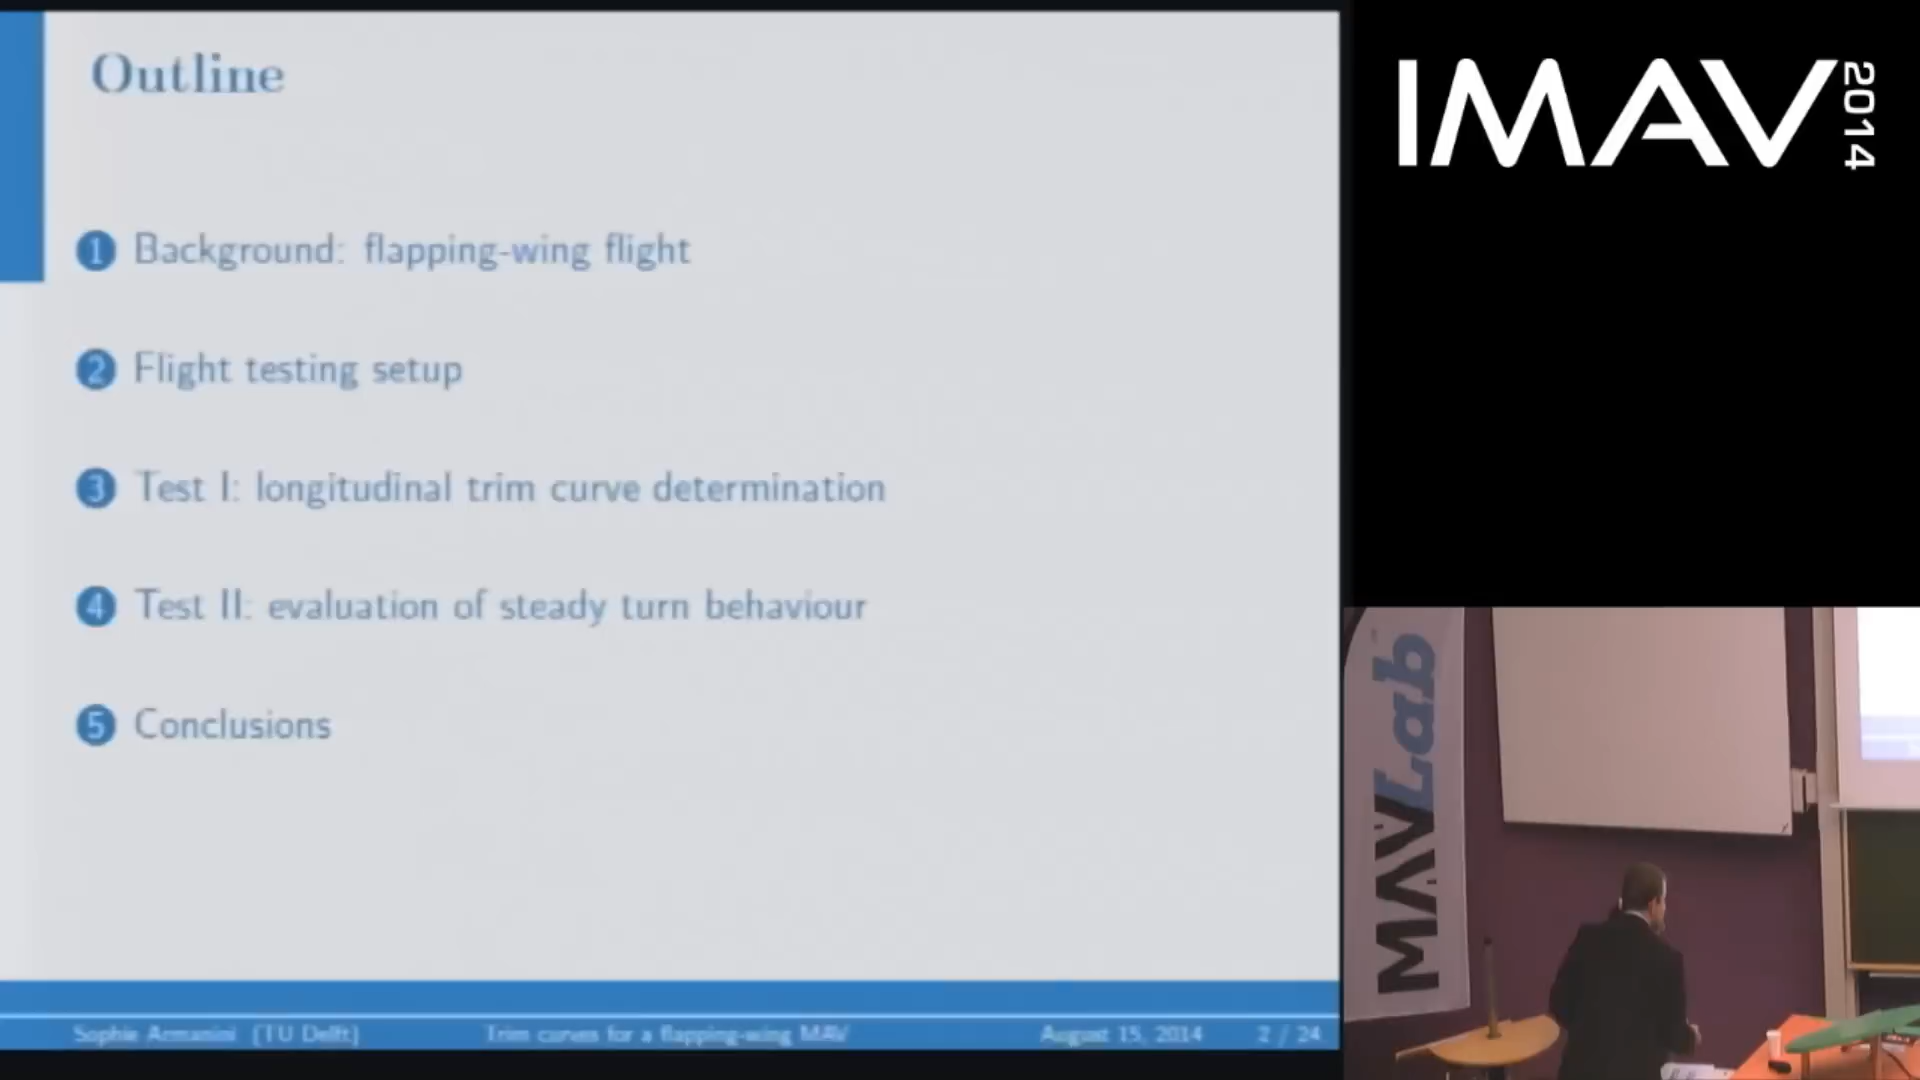 Outline
1 Background: flapping-wing flight
2 Flight testing setup
3 Test I: longitudinal trim curve determination
4 Test II: evaluation of steady turn behaviour
5 Conclusions
Sophie Armanini (TU Delft) Trim curves for a flapping-wing MAV August 15, 2014 2 / 24
IMAV 2014
MAVLab